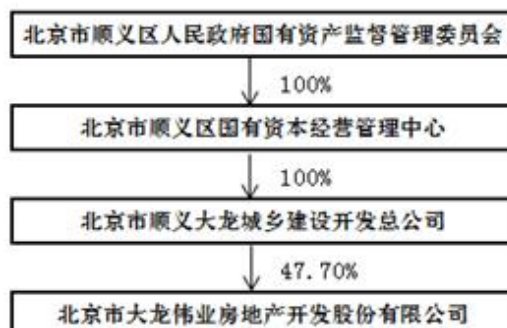 北京市顺义区人民政府国有资产监督管理委员会
100%
北京市顺义区国有资本经营管理中心
100%
北京市顺义大龙城乡建设开发总公司
47.70%
北京市大龙伟业房地产开发股份有限公司